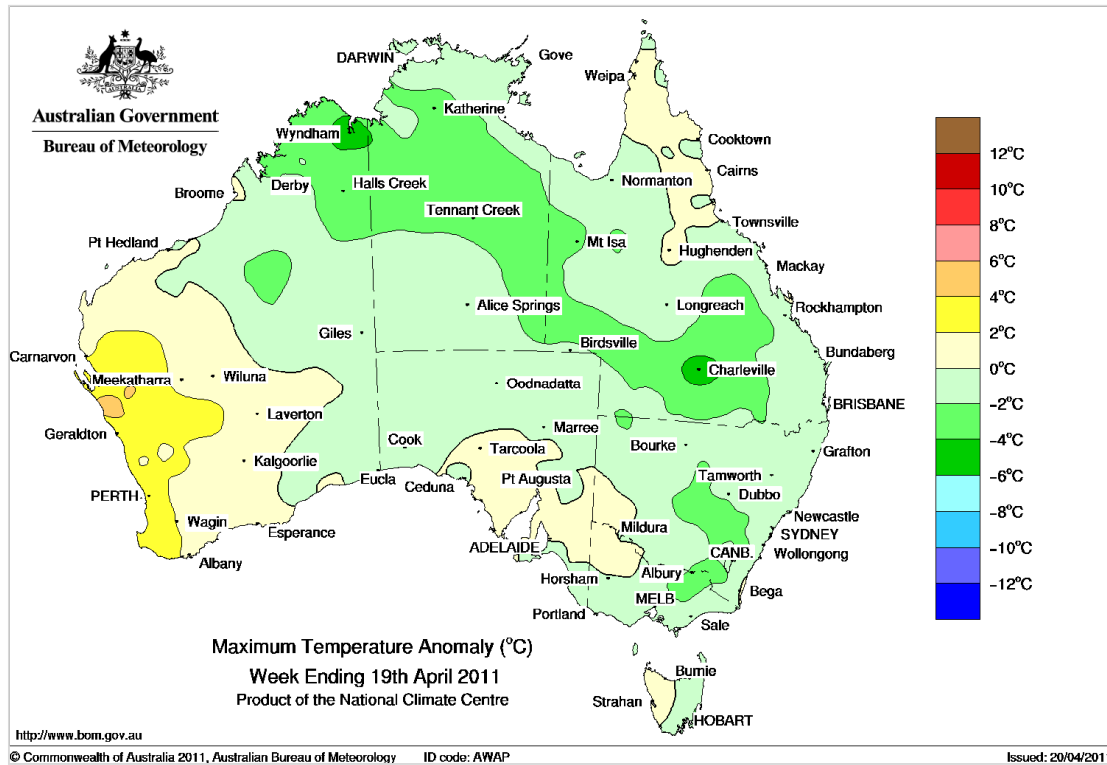 Australian Government
Bureau of Meteorology
DARWIN
Gove
Weipa
Katherine
Wyndham
Cooktown
Cairns
Broome
Derby
Halls Creek
Normanton
Tennant Creek
Townsville
Pt Hedland
Mt Isa
Hughenden
Mackay
Alice Springs
Longreach
Rockhampton
Giles
Birdsville
Bundaberg
Carnarvon
Meekatharra
Wiluna
Oodnadatta
Charleville
Laverton
BRISBANE
Geraldton
Cook
Marree
Tarcoola
Bourke
Grafton
Kalgoorlie
Eucla
Ceduna
Pt Augusta
Tamworth
PERTH
Dubbo
Wagin
Esperance
Mildura
Newcastle
SYDNEY
Wollongong
ADELAIDE
CANB.
Albany
Horsham
Albury
Bega
Portland
MELB
Sale
Burnie
Strahan
HOBART
12°C
10°C
8°C
6°C
4°C
2°C
0°C
-2°C
-4°C
-6°C
-8°C
-10°C
-12°C
Maximum Temperature Anomaly (°C)
Week Ending 19th April 2011
Product of the National Climate Centre
http://www.bom.gov.au
© Commonwealth of Australia 2011, Australian Bureau of Meteorology ID code: AWAP Issued: 20/04/2011